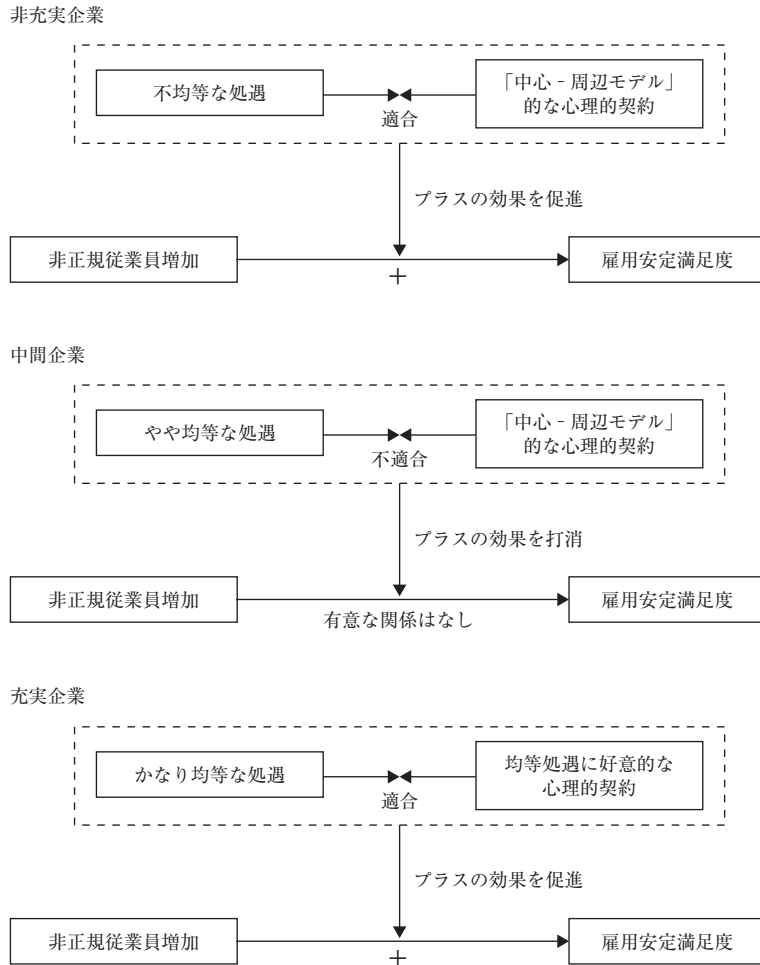 非充実企業
不均等な処遇
「中心‐周辺モデル」
的な心理的契約
適合
プラスの効果を促進
非正規従業員増加
+
雇用安定満足度
中間企業
やや均等な処遇
「中心‐周辺モデル」
的な心理的契約
不適合
プラスの効果を打消
非正規従業員増加
有意な関係はなし
雇用安定満足度
充実企業
かなり均等な処遇
均等処遇に好意的な
心理的契約
適合
プラスの効果を促進
非正規従業員増加
+
雇用安定満足度